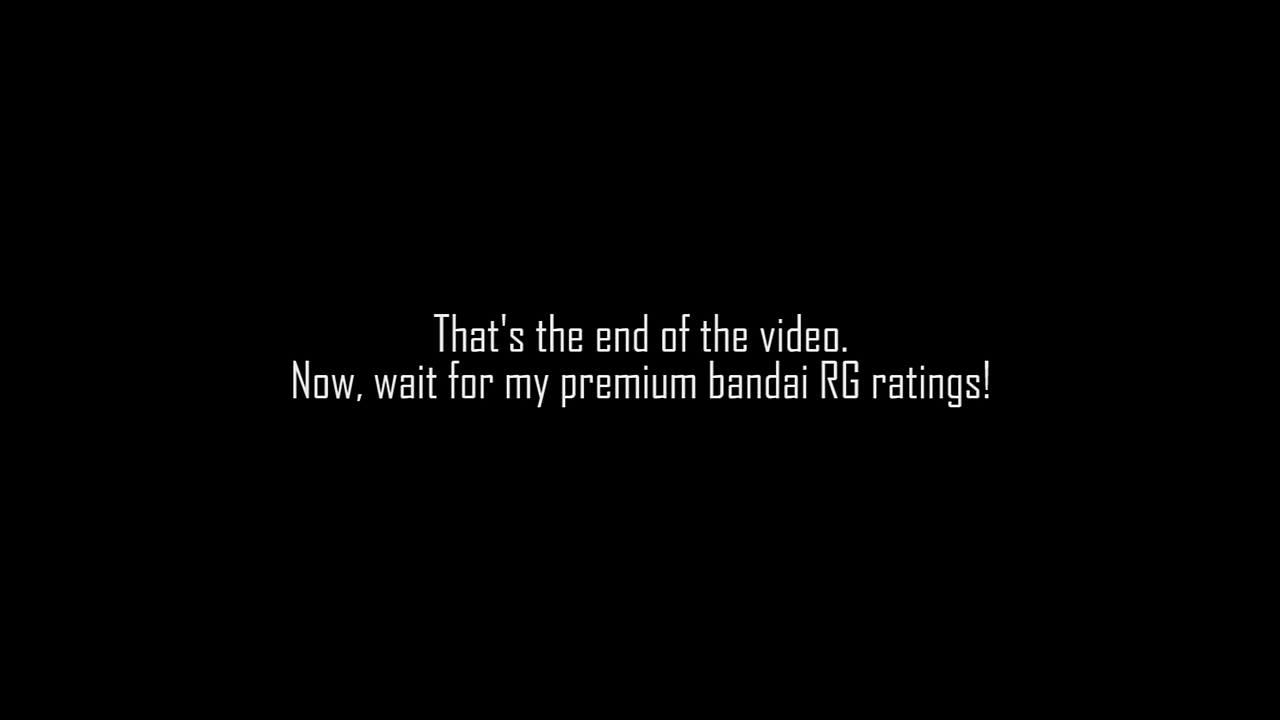 That's the end of the video.
Now, wait for my premium bandai RG ratings!